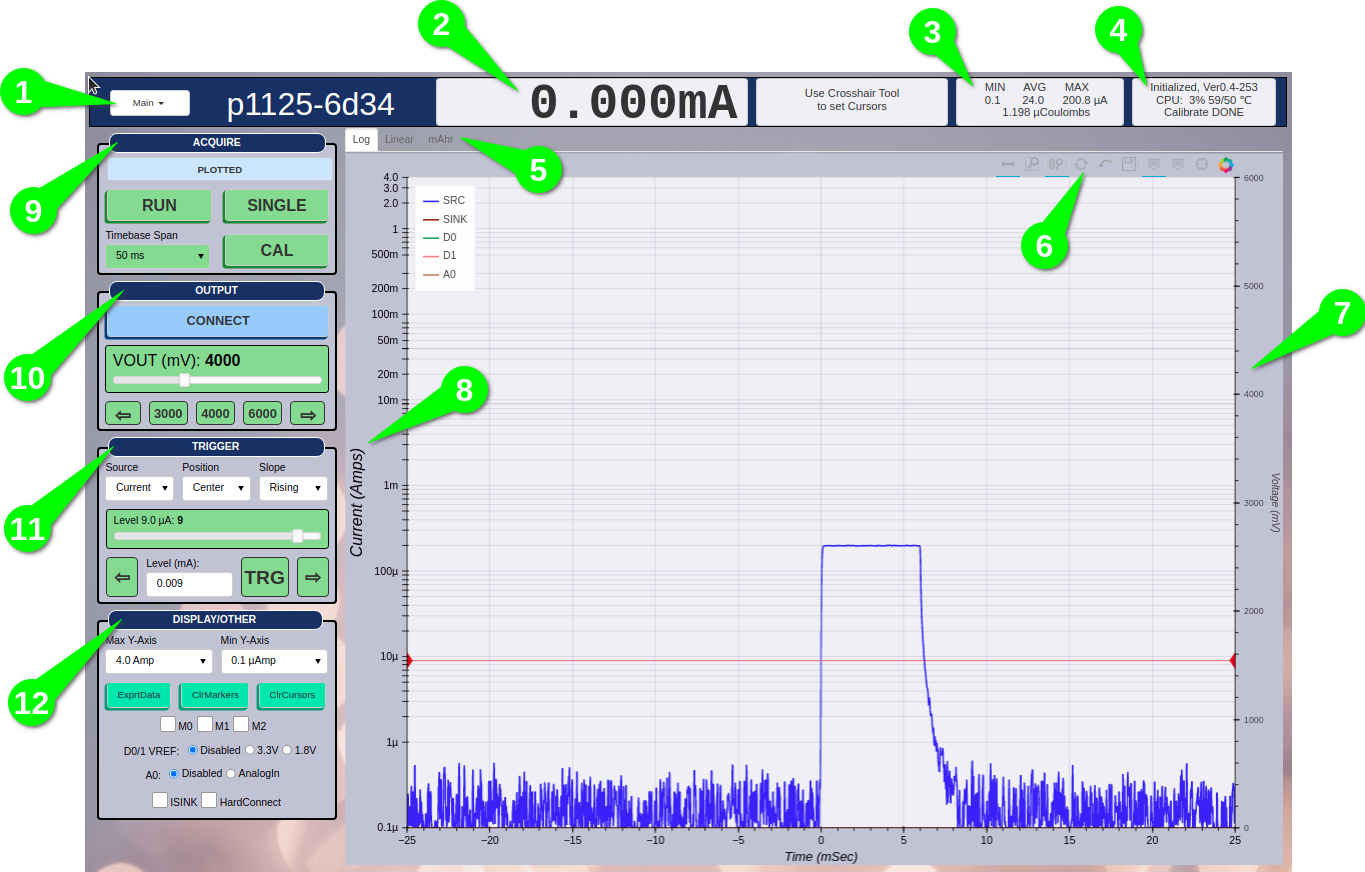 1
2
3
4
Main
p1125-6d34
0.000mA
Use Crosshair Tool
to set Cursors
MIN AVG MAX
0.1 24.0 200.8 µA
1.198 µCoulombs
Initialized, Ver0.4-253
CPU: 3% 59/50 ℃
Calibrate DONE
Log Linear mAhr
5
6
7
8
9
ACQUIRE
PLOTTED
RUN SINGLE
Timebase Span
50 ms
CAL
10
OUTPUT
CONNECT
VOUT (mV): 4000
⇦ 3000 4000 6000 ⇨
11
TRIGGER
Source Position Slope
Current Center Rising
Level 9.0 µA: 9
Level (mA):
⇦ 0.009 TRG ⇨
12
DISPLAY/OTHER
Max Y-Axis Min Y-Axis
4.0 Amp 0.1 µAmp
ExprtData ClrMarkers ClrCursors
M0 M1 M2
D0/1 VREF: Disabled 3.3V 1.8V
A0: Disabled AnalogIn
ISINK HardConnect
SRC
SINK
D0
D1
A0
Current (Amps)
4.0
3.0
2.0
1
500m
200m
100m
50m
20m
10m
1m
100µ
10µ
1µ
0.1µ
−25 −20 −15 −10 −5 0 5 10 15 20 25
Time (mSec)
6000
5000
4000
3000
2000
1000
0
Voltage (mV)